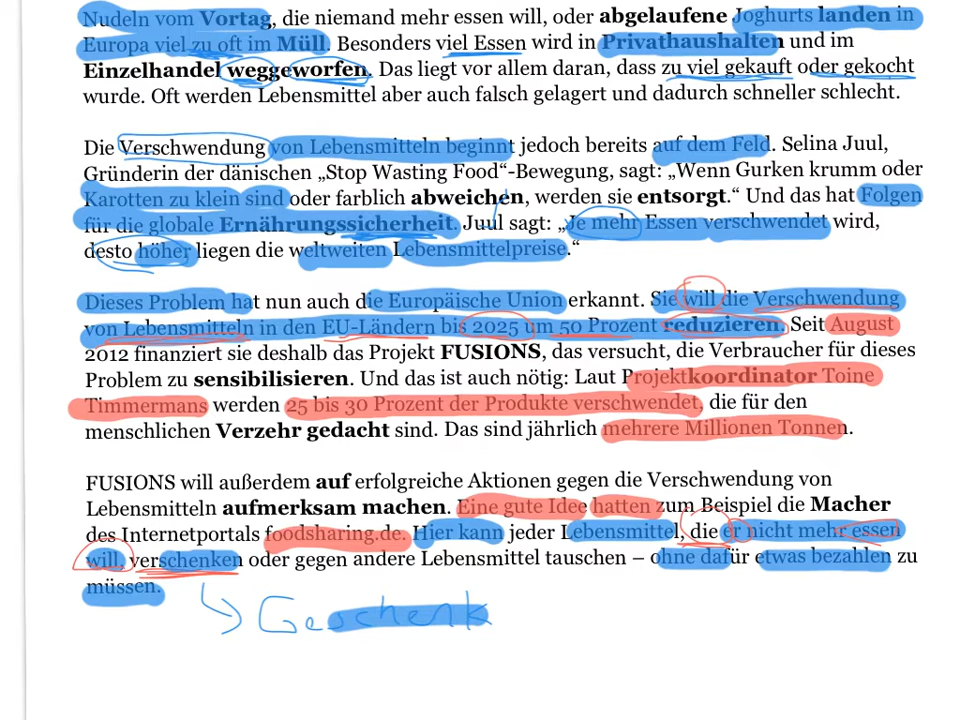 Nudeln vom Vortag, die niemand mehr essen will, oder abgelaufene Joghurts landen in
Europa viel zu oft im Müll. Besonders viel Essen wird in Privathaushalten und im
Einzelhandel weggeworfen. Das liegt vor allem daran, dass zu viel gekauft oder gekocht
wurde. Oft werden Lebensmittel aber auch falsch gelagert und dadurch schneller schlecht.
Die Verschwendung von Lebensmitteln beginnt jedoch bereits auf dem Feld. Selina Juul,
Gründerin der dänischen „Stop Wasting Food“-Bewegung, sagt: „Wenn Gurken krumm oder
Karotten zu klein sind oder farblich abweichen, werden sie entsorgt.“ Und das hat Folgen
für die globale Ernährungssicherheit. Juul sagt: „Je mehr Essen verschwendet wird,
desto höher liegen die weltweiten Lebensmittelpreise.“
Dieses Problem hat nun auch die Europäische Union erkannt. Sie will die Verschwendung
von Lebensmitteln in den EU-Ländern bis 2025 um 50 Prozent reduzieren. Seit August
2012 finanziert sie deshalb das Projekt FUSIONS, das versucht, die Verbraucher für dieses
Problem zu sensibilisieren. Und das ist auch nötig: Laut Projektkoordinator Toine
Timmermans werden 25 bis 30 Prozent der Produkte verschwendet, die für den
menschlichen Verzehr gedacht sind. Das sind jährlich mehrere Millionen Tonnen.
FUSIONS will außerdem auf erfolgreiche Aktionen gegen die Verschwendung von
Lebensmitteln aufmerksam machen. Eine gute Idee hatten zum Beispiel die Macher
des Internetportals foodsharing.de. Hier kann jeder Lebensmittel, die er nicht mehr essen
will, verschenken oder gegen andere Lebensmittel tauschen – ohne dafür etwas bezahlen zu
müssen.
Geschenk